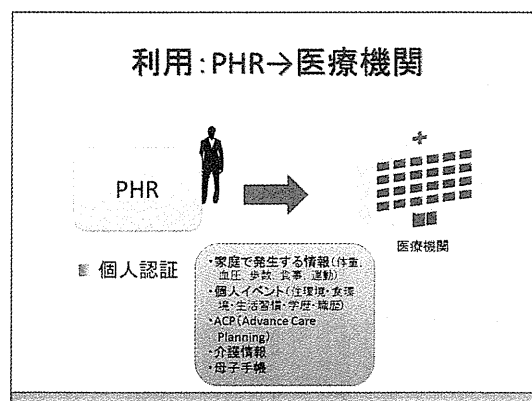 利用:PHR→医療機関
PHR
医療機関
■ 個人認証
・家庭で発生する情報(体重,
血圧, 歩数, 食事, 運動)
・個人イベント(住環境・食環
境・生活習慣・学歴・職歴)
・ACP(Advance Care
Planning)
・介護情報
・母子手帳